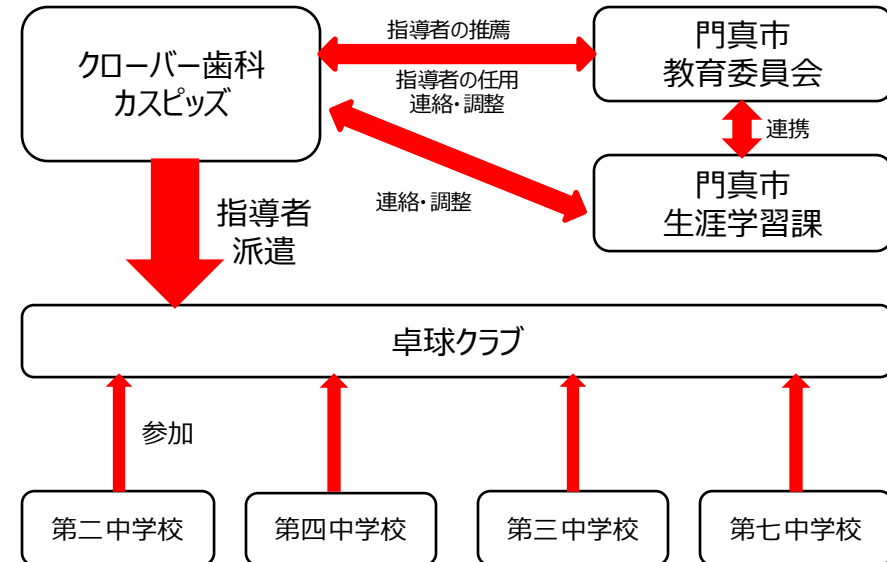 クローバー歯科
カスピッズ
指導者の推薦
指導者の任用
連絡・調整
門真市
教育委員会
連携
門真市
生涯学習課
連絡・調整
指導者
派遣
卓球クラブ
参加
第二中学校
第四中学校
第三中学校
第七中学校